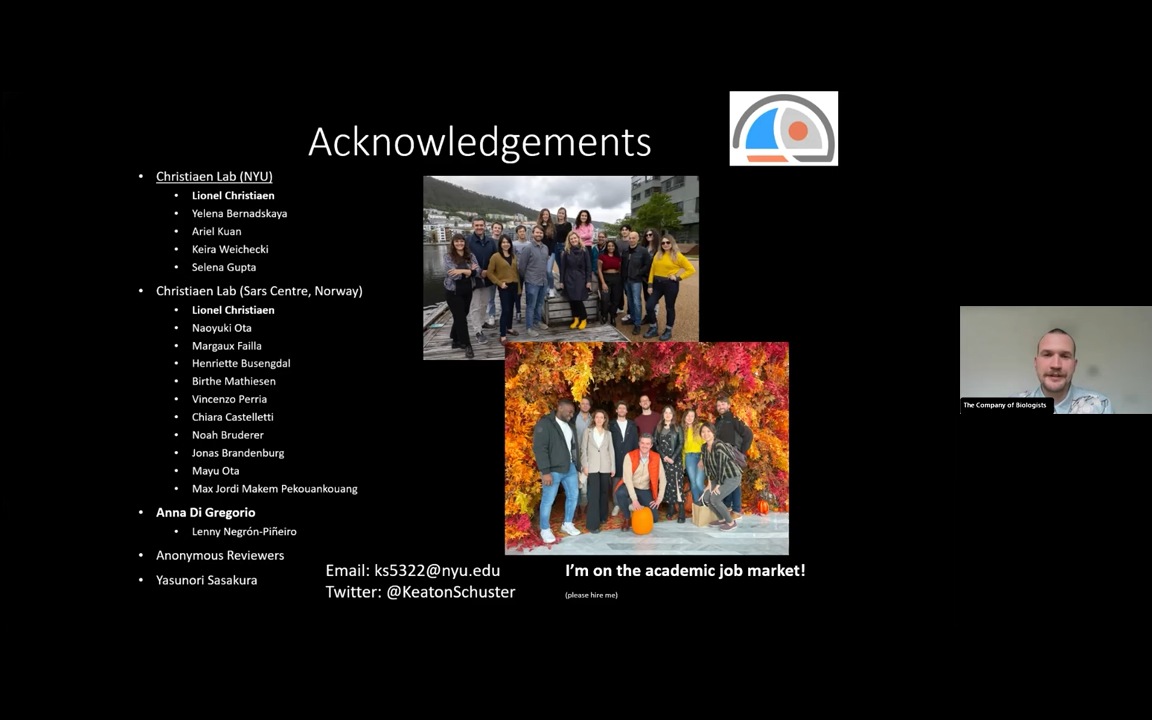 Acknowledgements
Christiaen Lab (NYU)
Lionel Christiaen
Yelena Bernadskaya
Ariel Kuan
Keira Weichecki
Selena Gupta
Christiaen Lab (Sars Centre, Norway)
Lionel Christiaen
Naoyuki Ota
Margaux Failla
Henriette Busengdal
Birthe Mathiesen
Vincenzo Perria
Chiara Castelletti
Noah Bruderer
Jonas Brandenburg
Mayu Ota
Max Jordi Makem Pekouankouang
Anna Di Gregorio
Lenny Negrón-Piñeiro
Anonymous Reviewers
Yasunori Sasakura
Email: ks5322@nyu.edu
Twitter: @KeatonSchuster
I'm on the academic job market!
(please hire me)
The Company of Biologists